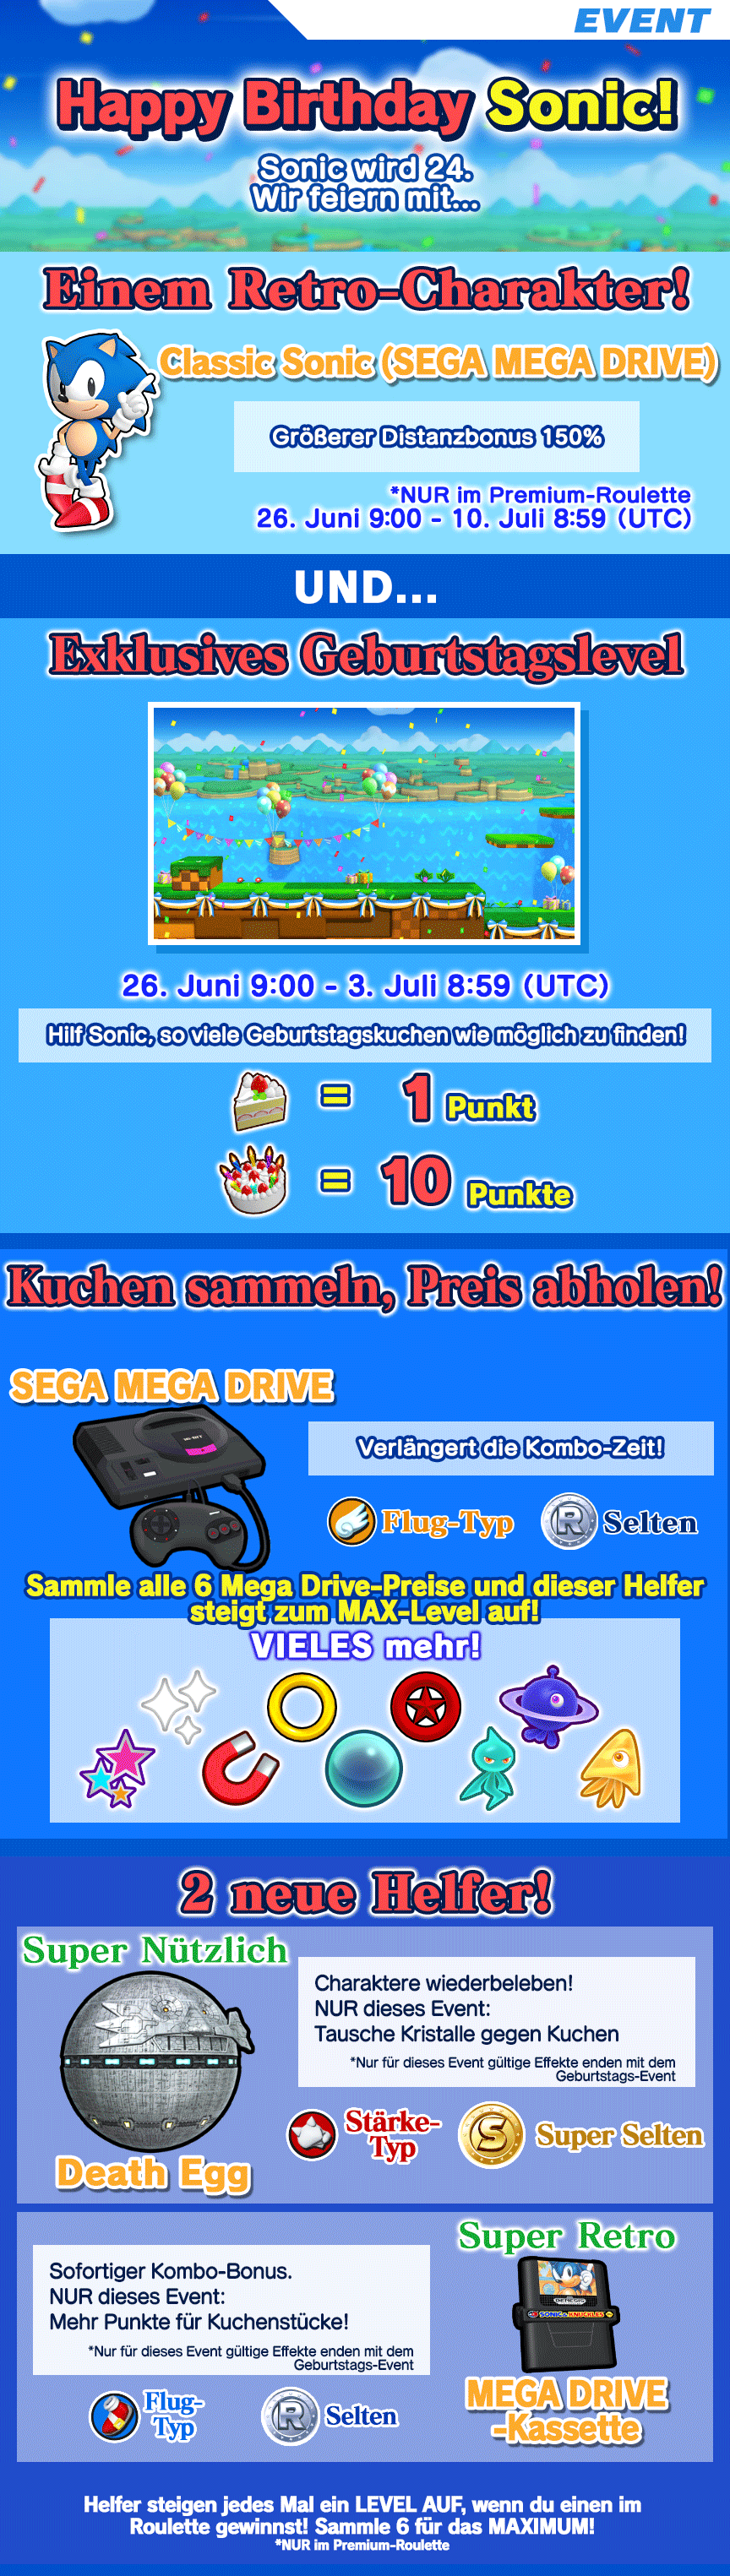 EVENT
Happy Birthday Sonic!
Sonic wird 24.
Wir feiern mit...
Einem Retro-Charakter!
Classic Sonic (SEGA MEGA DRIVE)
Größerer Distanzbonus 150%
*NUR im Premium-Roulette
26. Juni 9:00 - 10. Juli 8:59 (UTC)
UND...
Exklusives Geburtstagslevel
26. Juni 9:00 - 3. Juli 8:59 (UTC)
Hilf Sonic, so viele Geburtstagskuchen wie möglich zu finden!
= 1 Punkt
= 10 Punkte
Kuchen sammeln, Preis abholen!
SEGA MEGA DRIVE
Verlängert die Kombo-Zeit!
Flug-Typ
R Selten
Sammle alle 6 Mega Drive-Preise und dieser Helfer
steigt zum MAX-Level auf!
VIELES mehr!
2 neue Helfer!
Super Nützlich
Charaktere wiederbeleben!
NUR dieses Event:
Tausche Kristalle gegen Kuchen
*Nur für dieses Event gültige Effekte enden mit dem
Geburtstags-Event
Stärke-
Typ
S Super Selten
Death Egg
Super Retro
Sofortiger Kombo-Bonus.
NUR dieses Event:
Mehr Punkte für Kuchenstücke!
*Nur für dieses Event gültige Effekte enden mit dem
Geburtstags-Event
GENESIS
SONIC & KNUCKLES
Flug-
Typ
R Selten
MEGA DRIVE
-Kassette
Helfer steigen jedes Mal ein LEVEL AUF, wenn du einen im
Roulette gewinnst! Sammle 6 für das MAXIMUM!
*NUR im Premium-Roulette